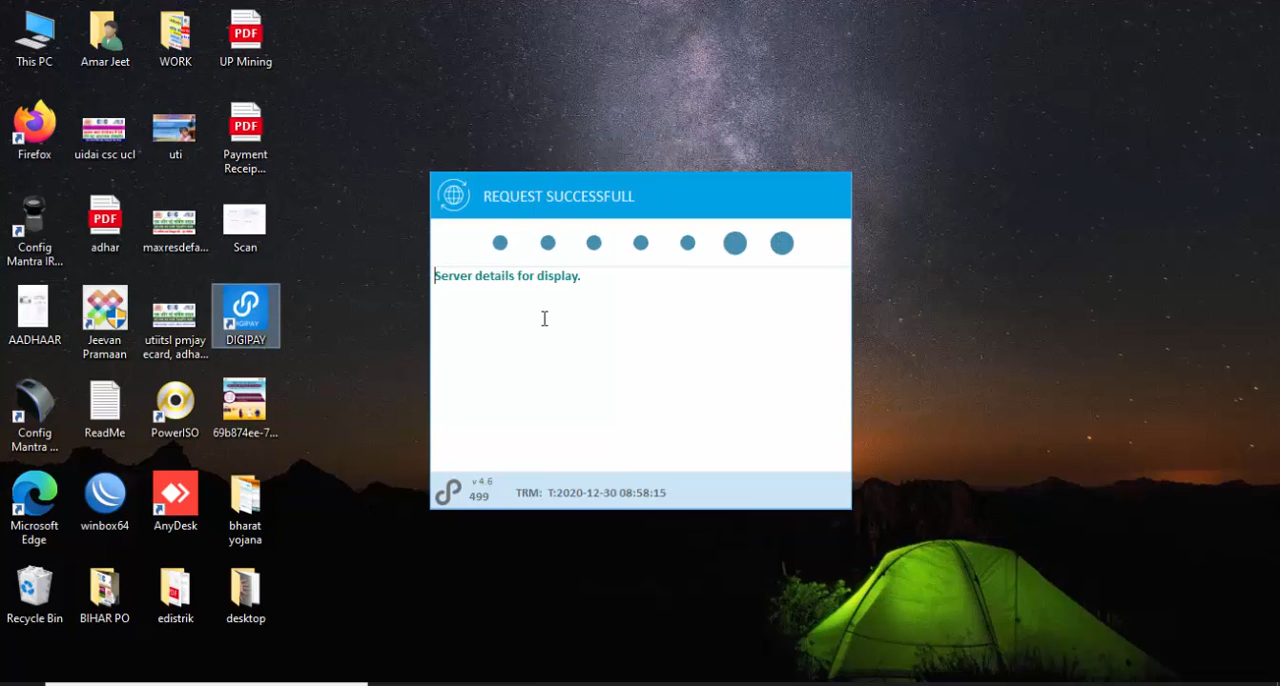 This PC
Amar Jeet
WORK
PDF
UP Mining
Firefox
uidai csc ucl
uti
PDF
Payment
Receip...
Config
Mantra IR...
PDF
adhar
maxresdefa...
Scan
AADHAAR
Jeevan
Pramaan
utiitsl pmjay
ecard, adha...
DIGIPAY
DIGIPAY
Config
Mantra ...
ReadMe
PowerISO
69b874ee-7...
Microsoft
Edge
winbox64
AnyDesk
bharat
yojana
Recycle Bin
BIHAR PO
edistrik
desktop
REQUEST SUCCESSFULL
Server details for display.
v 4.6
499
TRM: T:2020-12-30 08:58:15